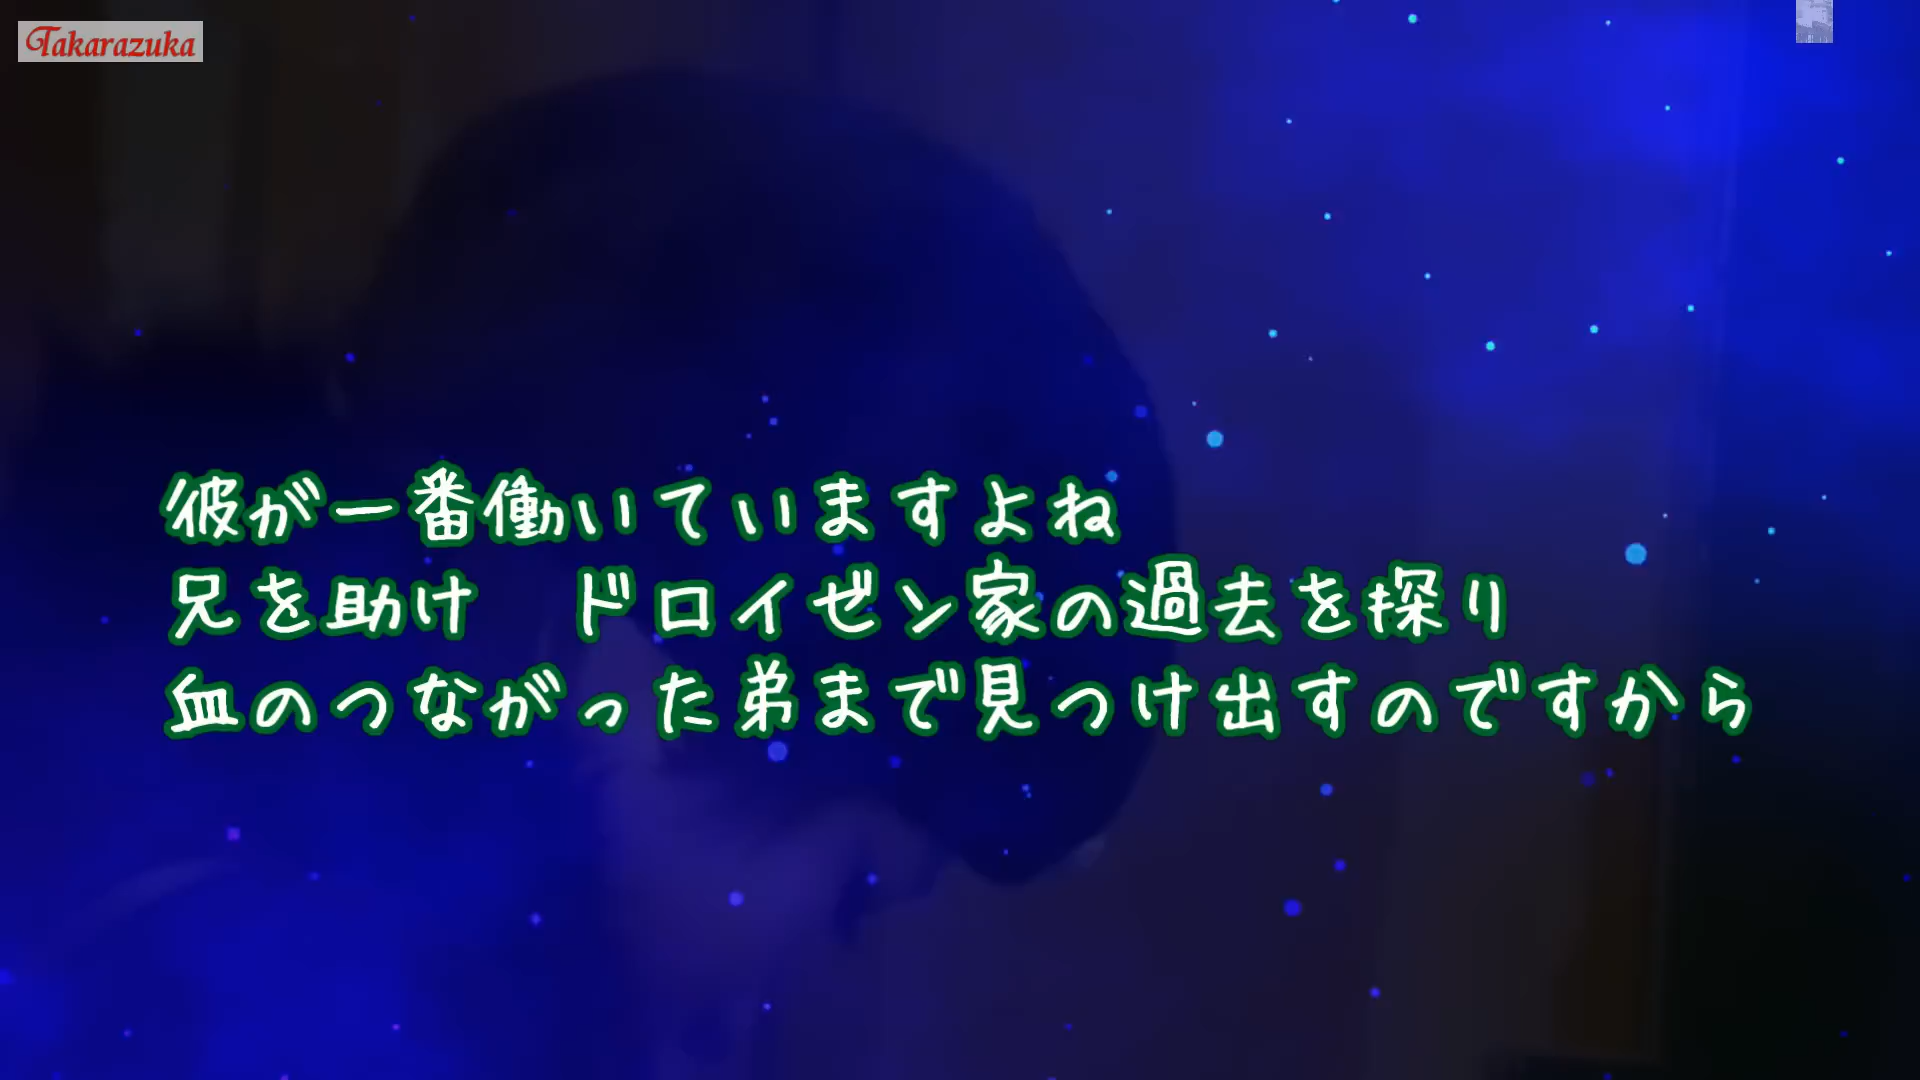 Takarazuka
彼が一番働いていますよね
兄を助け　ドロイゼン家の過去を探り
血のつながった弟まで見つけ出すのですから